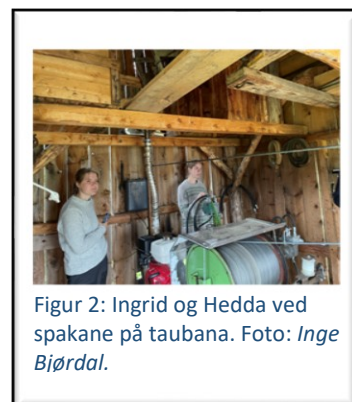 Figur 2: Ingrid og Hedda ved
spakane på taubana. Foto: Inge
Bjørdal.